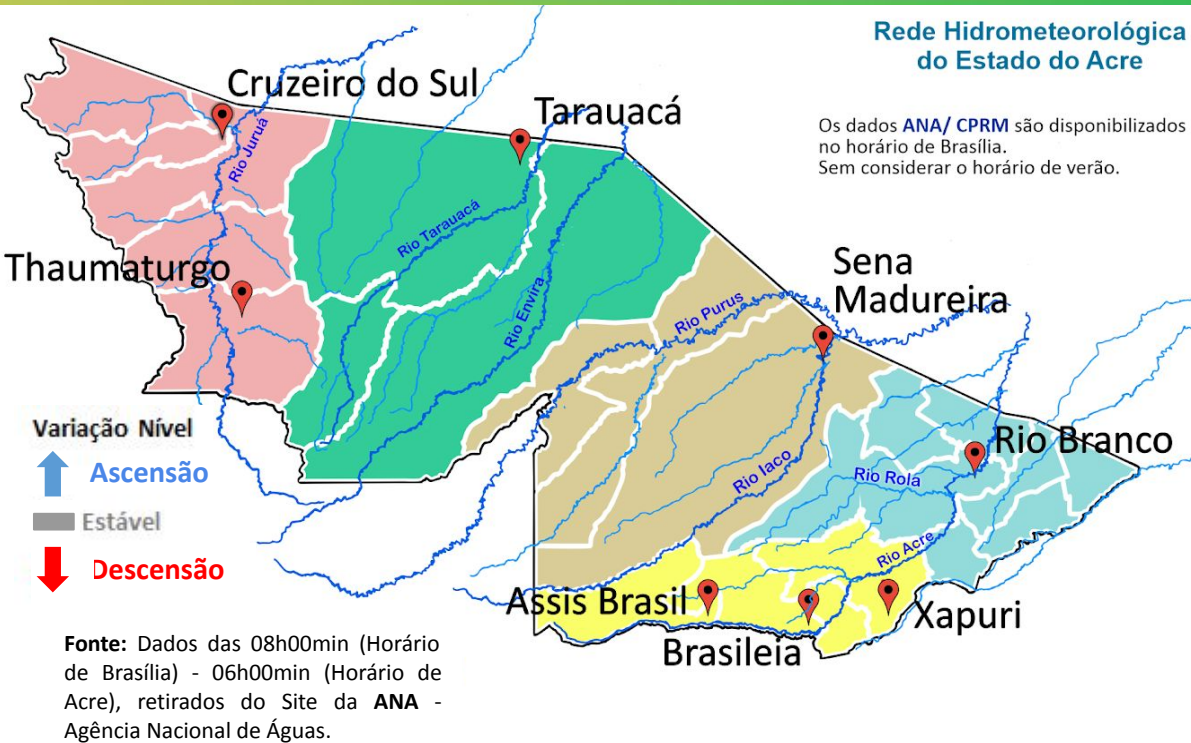 Rede Hidrometeorológica
do Estado do Acre
Os dados ANA/ CPRM são disponibilizados
no horário de Brasília.
Sem considerar o horário de verão.
Cruzeiro do Sul
Tarauacá
Rio Juruá
Rio Tarauacá
Thaumaturgo
Rio Envira
Rio Purus
Sena
Madureira
Rio Branco
Rio Iaco
Rio Rola
Rio Acre
Assis Brasil
Brasileia
Xapuri
Variação Nível
Ascensão
Estável
Descensão
Fonte: Dados das 08h00min (Horário
de Brasília) - 06h00min (Horário de
Acre), retirados do Site da ANA -
Agência Nacional de Águas.